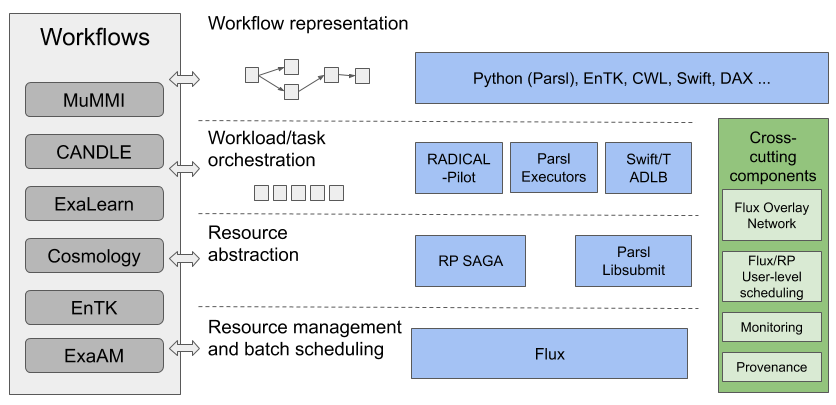 Workflows
MuMMI
CANDLE
ExaLearn
Cosmology
EnTK
ExaAM
Workflow representation
Python (Parsl), EnTK, CWL, Swift, DAX ...
Workload/task
orchestration
RADICAL
-Pilot
Parsl
Executors
Swift/T
ADLB
Resource
abstraction
RP SAGA
Parsl
Libsubmit
Resource management
and batch scheduling
Flux
Cross-
cutting
components
Flux Overlay
Network
Flux/RP
User-level
scheduling
Monitoring
Provenance